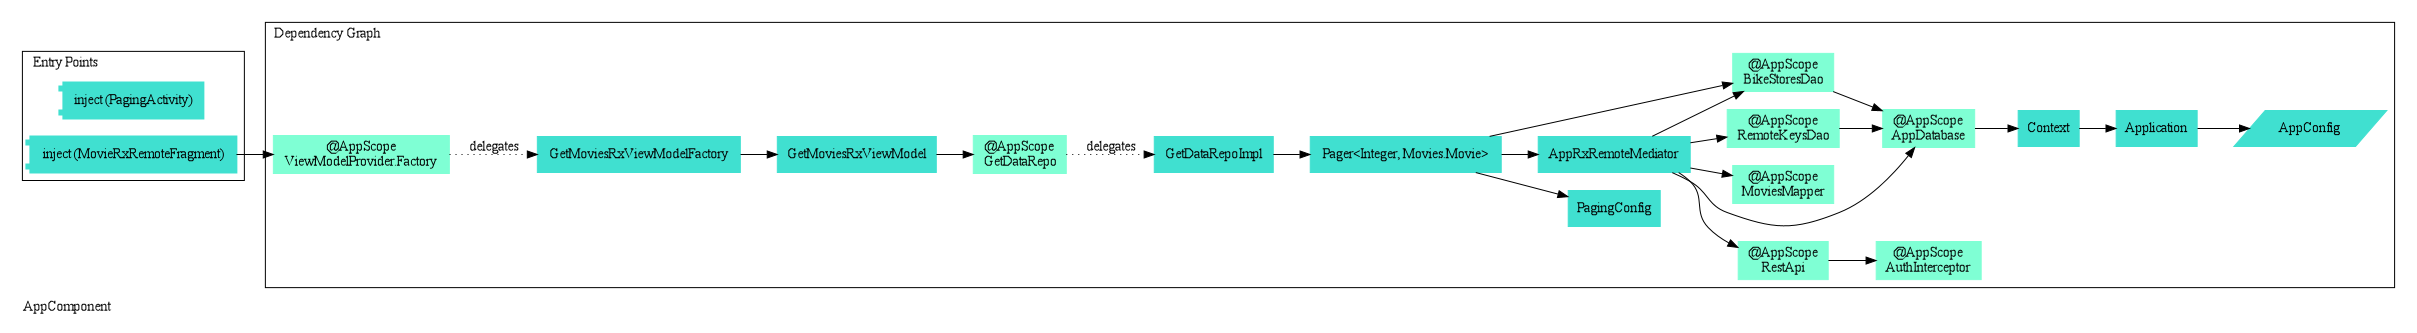 Dependency Graph
Entry Points
inject (PagingActivity)
inject (MovieRxRemoteFragment)
@AppScope
ViewModelProvider.Factory
delegates
GetMoviesRxViewModelFactory
GetMoviesRxViewModel
@AppScope
GetDataRepo
delegates
GetDataRepoImpl
Pager<Integer, Movies.Movie>
AppRxRemoteMediator
PagingConfig
@AppScope
BikeStoresDao
@AppScope
RemoteKeysDao
@AppScope
MoviesMapper
@AppScope
RestApi
@AppScope
AppDatabase
@AppScope
AuthInterceptor
Context
Application
AppConfig
AppComponent